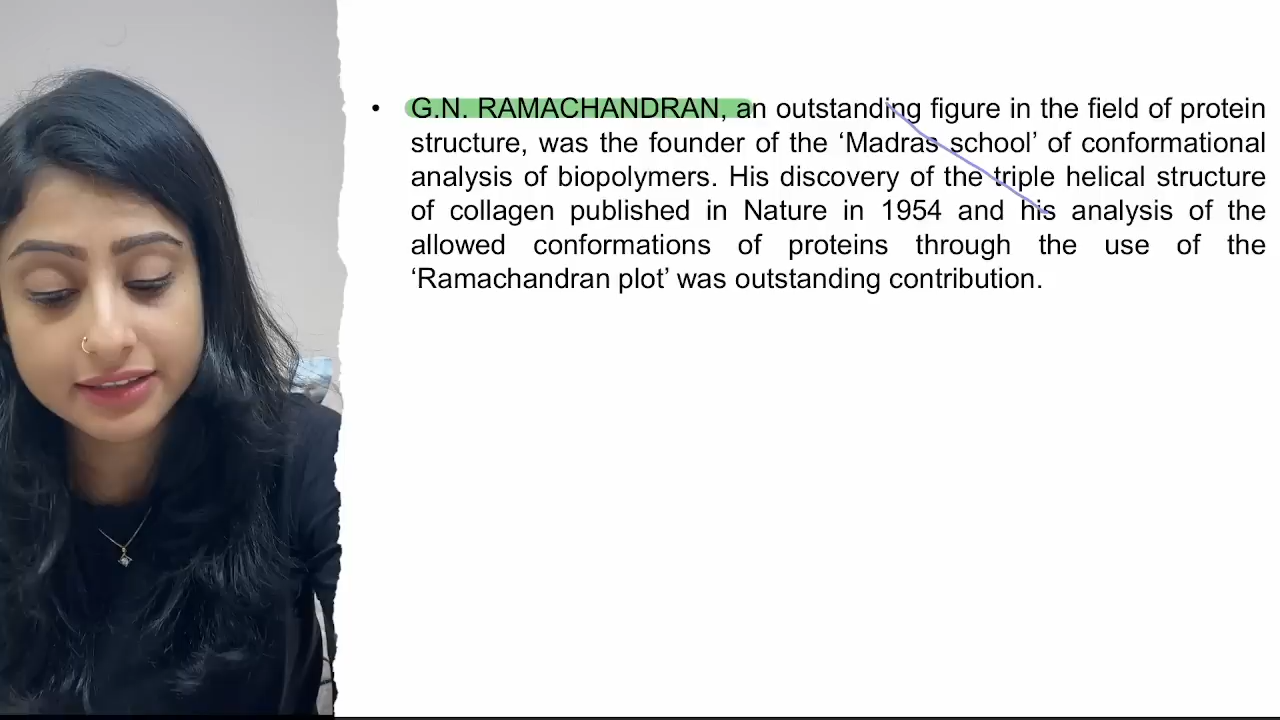 • G.N. RAMACHANDRAN, an outstanding figure in the field of protein
structure, was the founder of the ‘Madras school’ of conformational
analysis of biopolymers. His discovery of the triple helical structure
of collagen published in Nature in 1954 and his analysis of the
allowed conformations of proteins through the use of the
‘Ramachandran plot’ was outstanding contribution.